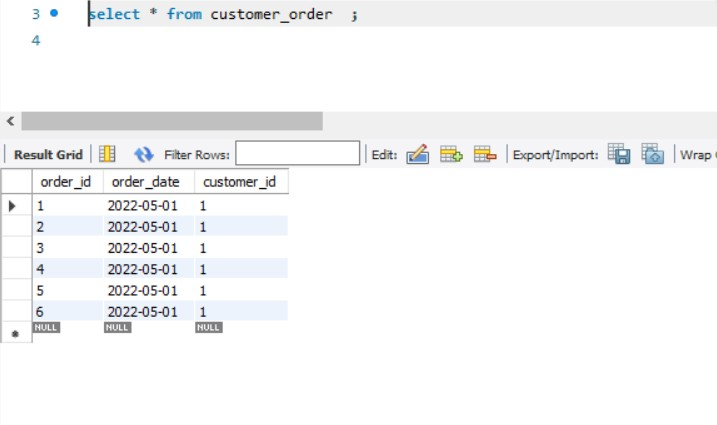 3 select * from customer_order ;
4
Result Grid Filter Rows: Edit: Export/Import: Wrap
order_id order_date customer_id
1 2022-05-01 1
2 2022-05-01 1
3 2022-05-01 1
4 2022-05-01 1
5 2022-05-01 1
6 2022-05-01 1
NULL NULL NULL